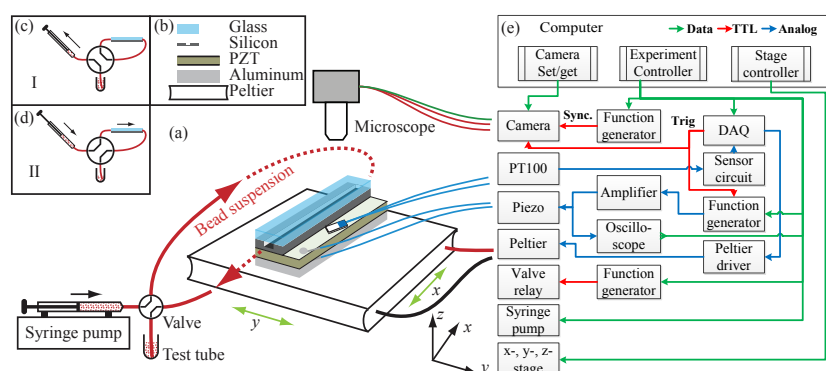 (c)
I
(d)
II
(b)
Glass
Silicon
PZT
Aluminum
Peltier
(a)
Microscope
Bead suspension
x
y
z
x
y
Syringe pump
Valve
Test tube
(e)
Computer
Data
TTL
Analog
Camera
Set/get
Experiment
Controller
Stage
controller
Camera
Sync.
Function
generator
Trig
DAQ
PT100
Sensor
circuit
Piezo
Amplifier
Function
generator
Oscillo-
scope
Peltier
Peltier
driver
Valve
relay
Function
generator
Syringe
pump
x-, y-, z-
stage